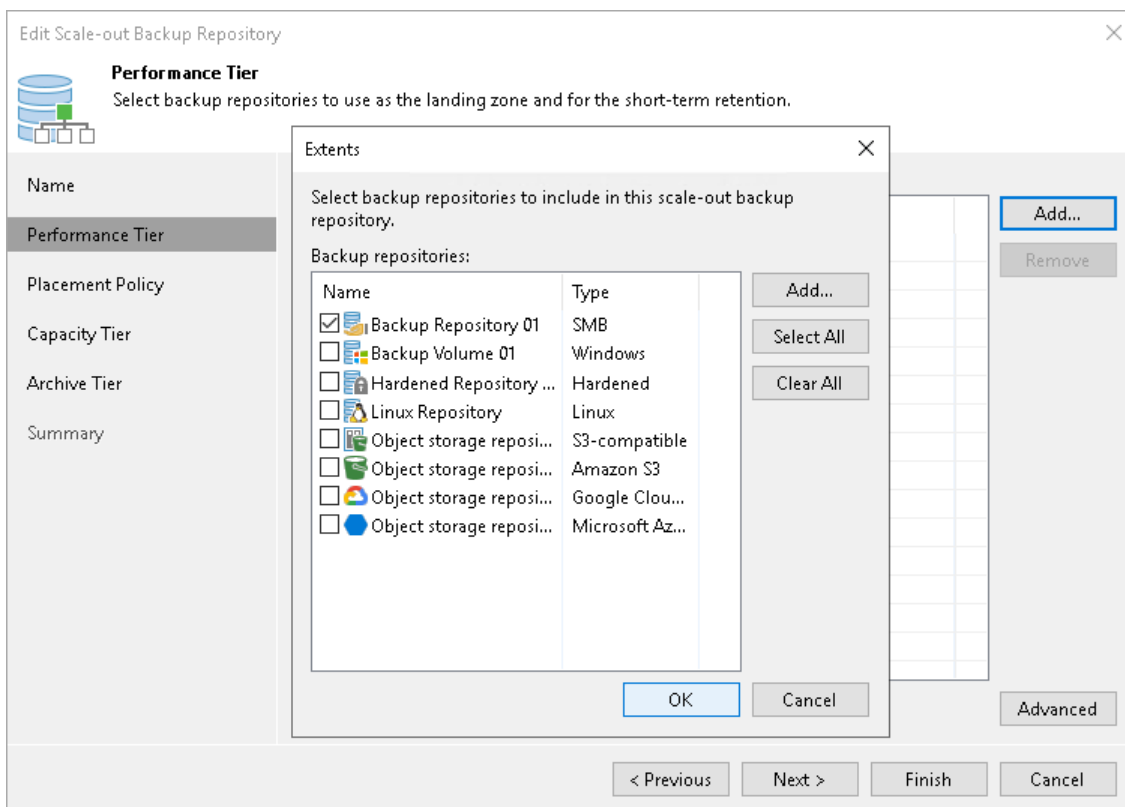 Edit Scale-out Backup Repository
Performance Tier
Select backup repositories to use as the landing zone and for the short-term retention.
Name
Performance Tier
Placement Policy
Capacity Tier
Archive Tier
Summary
Extents
Select backup repositories to include in this scale-out backup
repository.
Backup repositories:
Name Type
Backup Repository 01 SMB
Backup Volume 01 Windows
Hardened Repository ... Hardened
Linux Repository Linux
Object storage reposi... S3-compatible
Object storage reposi... Amazon S3
Object storage reposi... Google Clou...
Object storage reposi... Microsoft Az...
Add...
Select All
Clear All
OK Cancel
Add...
Remove
Advanced
< Previous Next > Finish Cancel